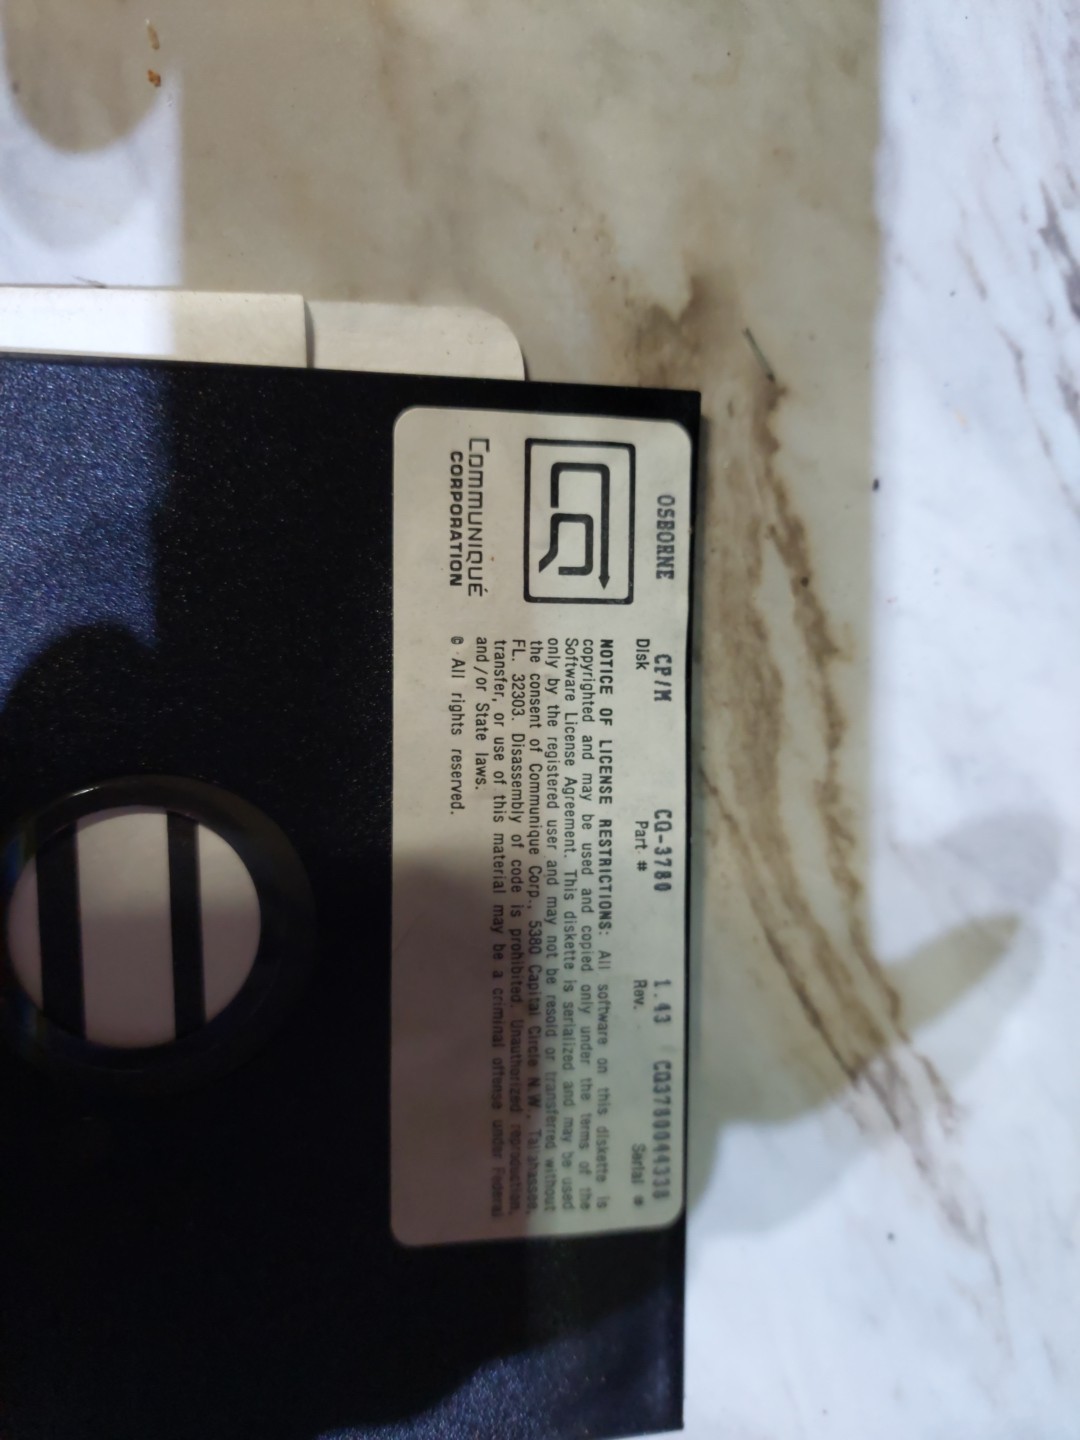 OSBORNE CP/M CQ-3780 1.43
Disk Part # Rev. Serial #
CQ
COMMUNIQUÉ
CORPORATION
NOTICE OF LICENSE RESTRICTIONS: All software on this diskette is
copyrighted and may be used and copied only under the terms of the
Software License Agreement. This diskette is serialized and may be used
only by the registered user and may not be resold or transferred without
the consent of Communique Corp., 5380 Capital Circle N.W., Tallahassee,
FL. 32303. Disassembly of code is prohibited. Unauthorized reproduction,
transfer, or use of this material may be a criminal offense under Federal
and/or State laws.
© All rights reserved.